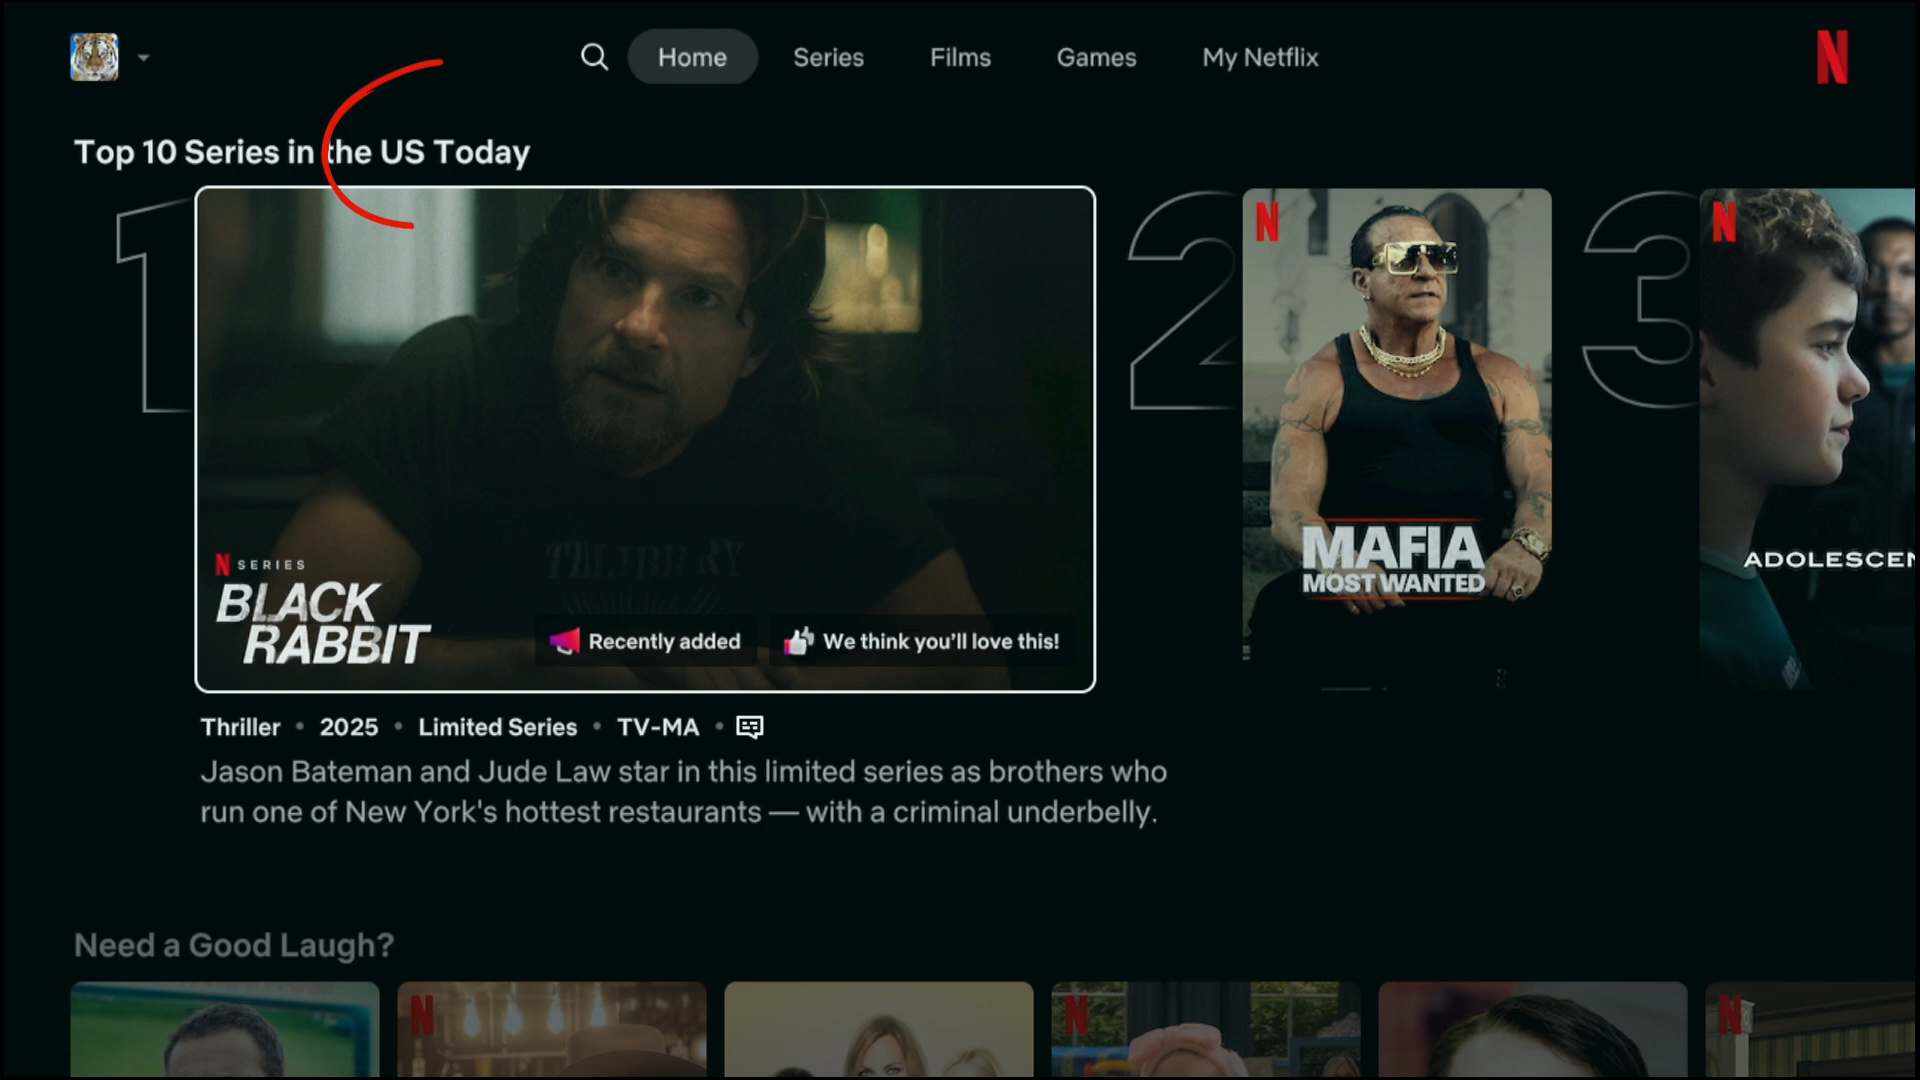 Home Series Films Games My Netflix N
Top 10 Series in the US Today
1 2 3
N N
N SERIES
BLACK
RABBIT
Recently added We think you'll love this!
MAFIA
MOST WANTED
ADOLESCEN
Thriller • 2025 • Limited Series • TV-MA •
Jason Bateman and Jude Law star in this limited series as brothers who
run one of New York's hottest restaurants — with a criminal underbelly.
Need a Good Laugh?
N N N